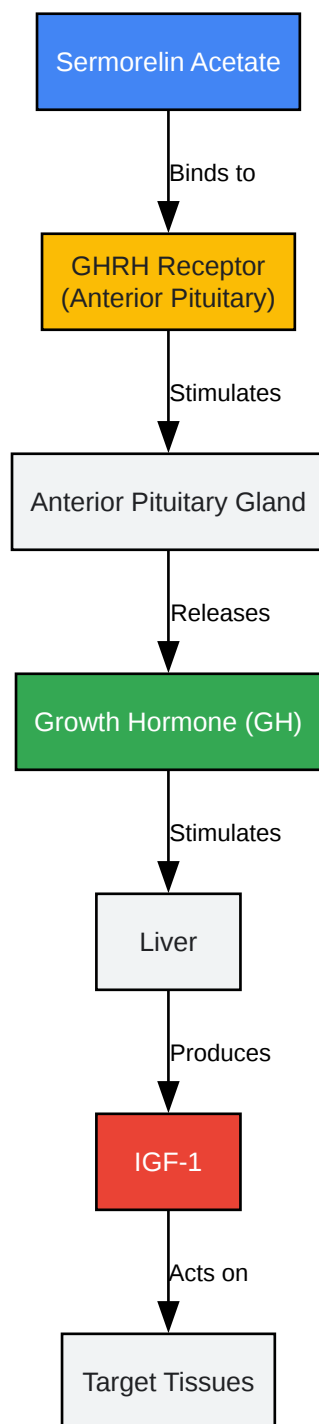 Sermorelin Acetate
Binds to
GHRH Receptor
(Anterior Pituitary)
Stimulates
Anterior Pituitary Gland
Releases
Growth Hormone (GH)
Stimulates
Liver
Produces
IGF-1
Acts on
Target Tissues